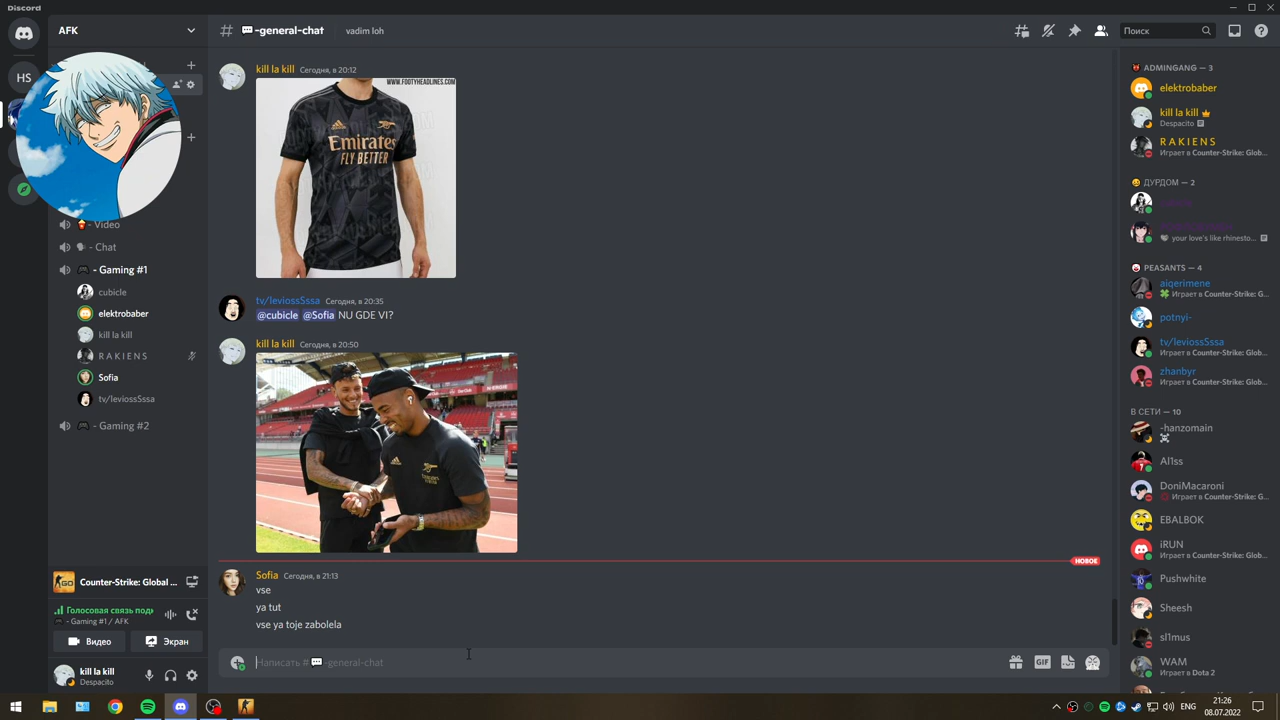 Discord
AFK
# 💬-general-chat
vadim loh
Поиск
HS
- Video
- Chat
- Gaming #1
cubicle
elektrobaber
kill la kill
R A K I E N S
Sofia
tv/levioss5ssa
- Gaming #2
Counter-Strike: Global ...
Голосовая связь подк
- Gaming #1 / AFK
Видео
Экран
kill la kill
Despacito
kill la kill Сегодня, в 20:12
WWW.FOOTYHEADLINES.COM
adidas
Emirates
FLY BETTER
tv/levioss5ssa Сегодня, в 20:35
@cubicle @Sofia NU GDE VI?
kill la kill Сегодня, в 20:50
НОВОЕ
Sofia Сегодня, в 21:13
vse
ya tut
vse ya toje zabolela
Написать # 💬-general-chat
GIF
ADMINGANG — 3
elektrobaber
kill la kill
Despacito
R A K I E N S
Играет в Counter-Strike: Glob...
ДУРДОМ — 2
your love's like rhinesto...
PEASANTS — 4
aigerimene
Играет в Counter-Strike: G...
potnyi-
tv/levioss5ssa
Играет в Counter-Strike: Glob...
zhanbyr
Играет в Counter-Strike: Glob...
В СЕТИ — 10
-hanzomain
Al1ss
DoniMacaroni
Играет в Counter-Strike: G...
EBALBOK
iRUN
Играет в Counter-Strike: Glob...
Pushwhite
Sheesh
sl1mus
WAM
Играет в Dota 2
ENG
21:26
08.07.2022